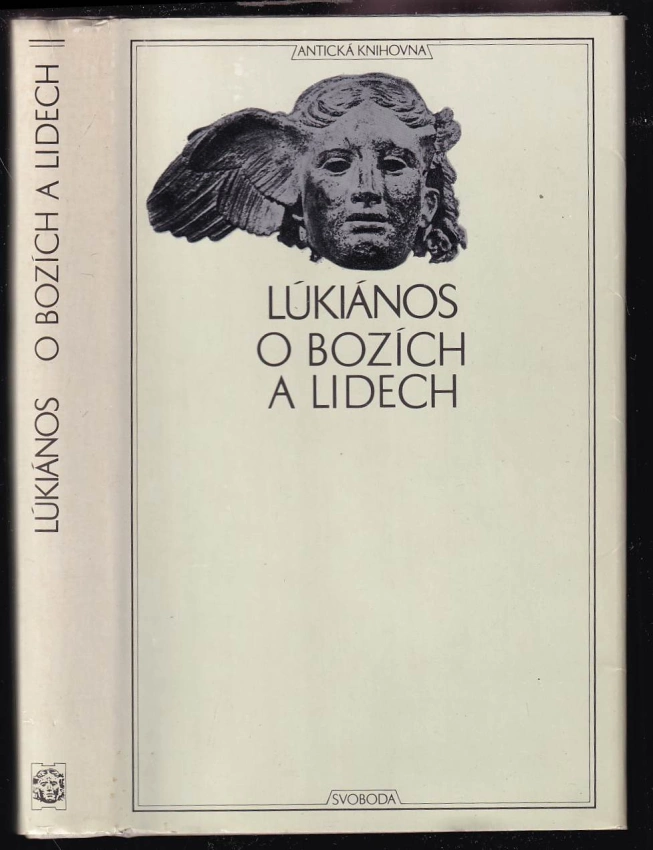 LÚKIÁNOS O BOZÍCH A LIDECH
ANTICKÁ KNIHOVNA
LÚKIÁNOS
O BOZÍCH
A LIDECH
SVOBODA